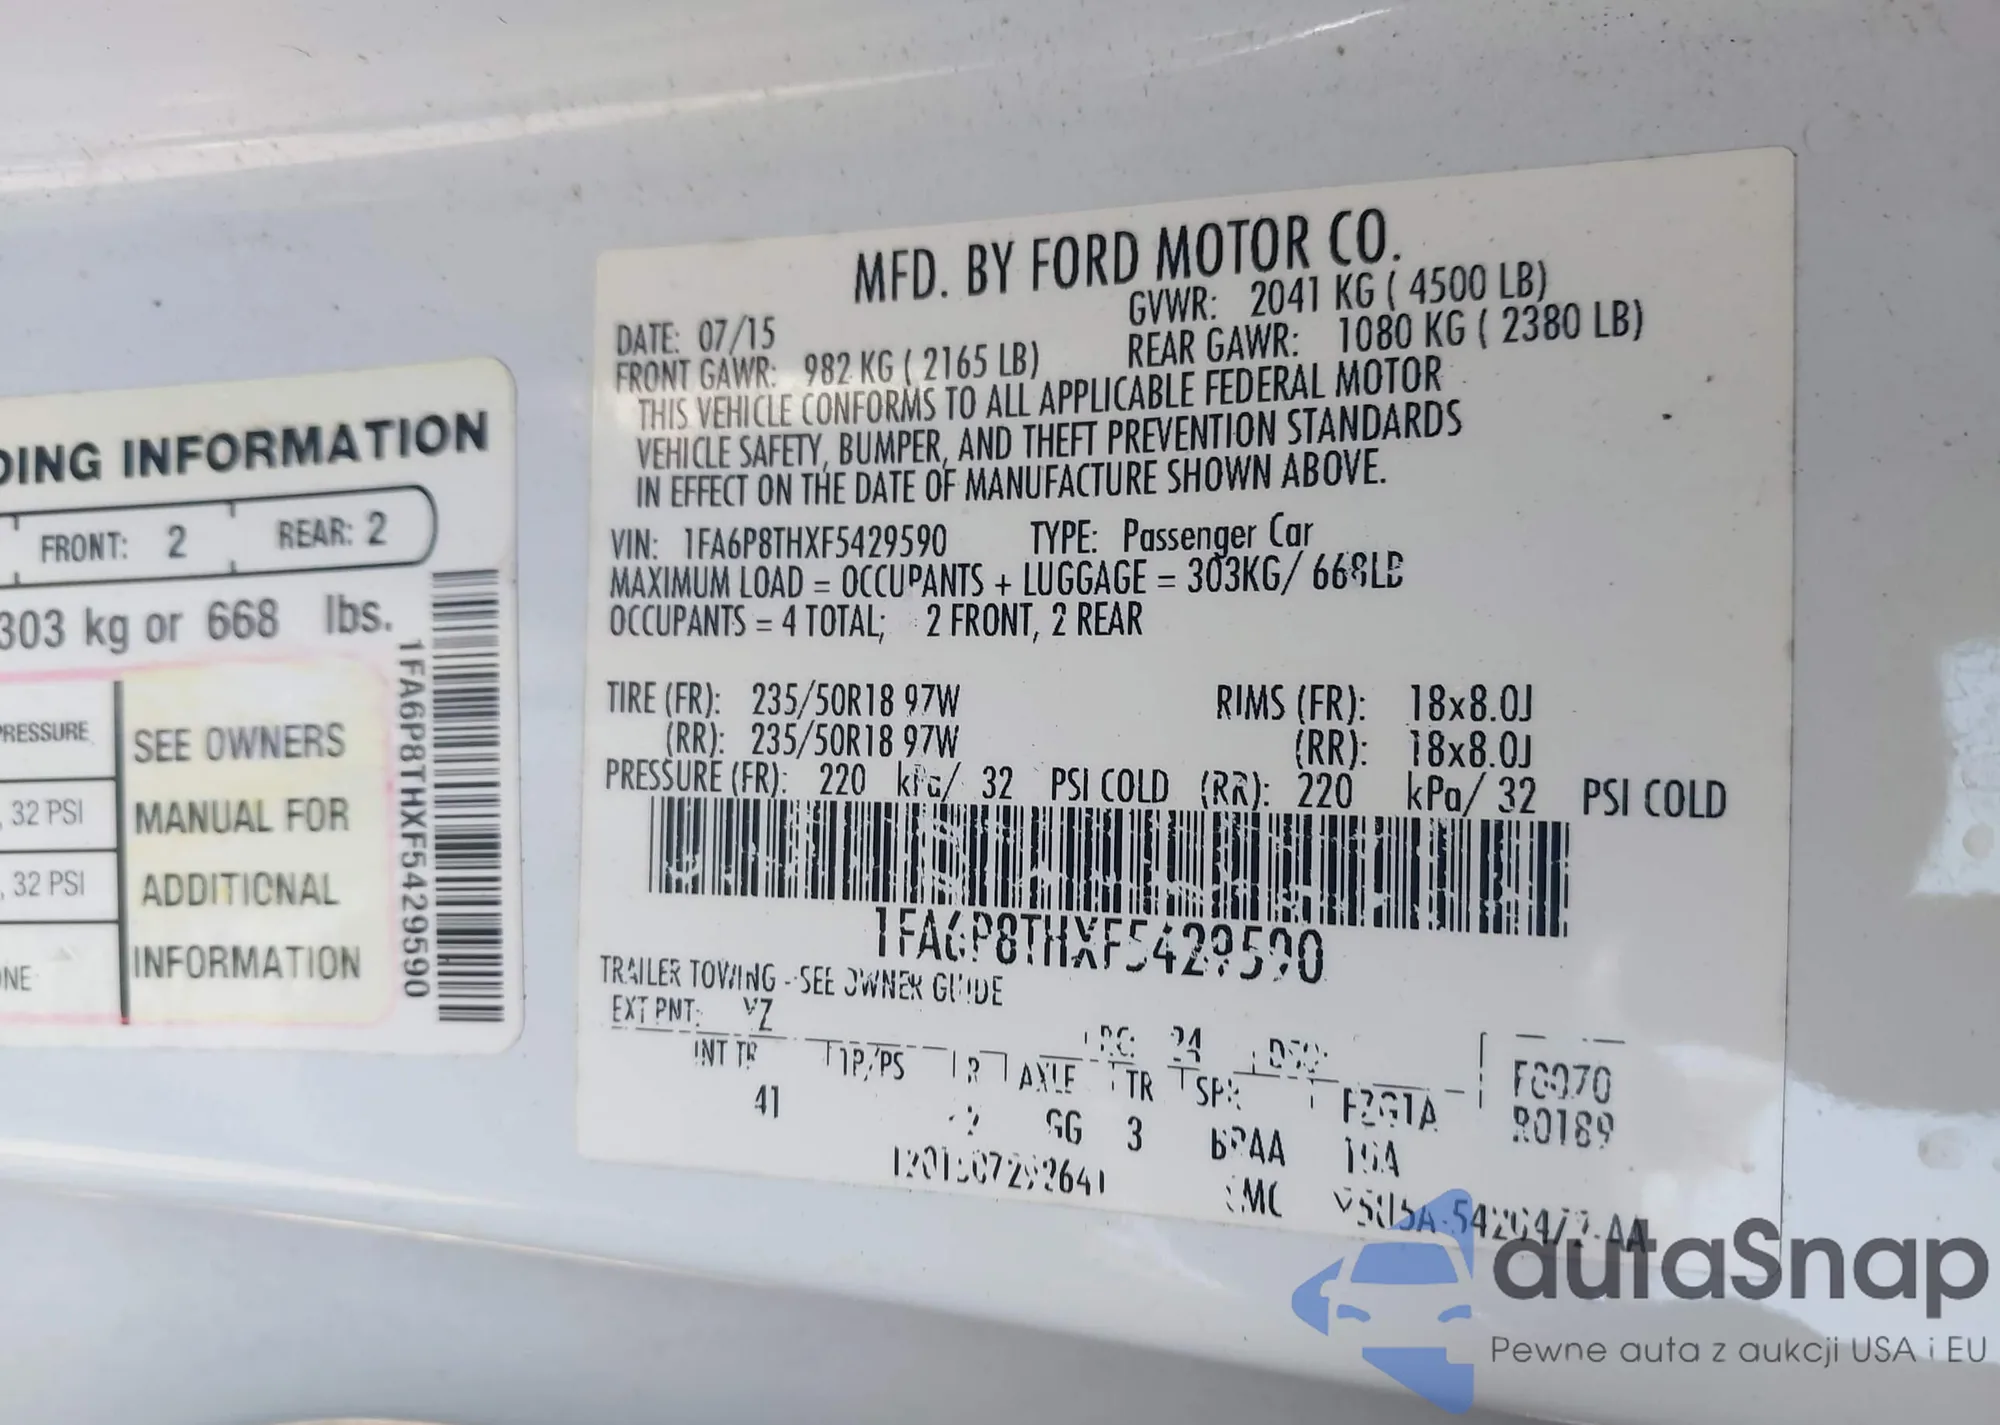 DING INFORMATION
FRONT: 2 REAR: 2
303 kg or 668 lbs.
PRESSURE
, 32 PSI
, 32 PSI
SEE OWNERS
MANUAL FOR
ADDITIONAL
INFORMATION
1FA6P8THXF5429590
MFD. BY FORD MOTOR CO.
DATE: 07/15 GVWR: 2041 KG ( 4500 LB)
FRONT GAWR: 982 KG ( 2165 LB) REAR GAWR: 1080 KG ( 2380 LB)
THIS VEHICLE CONFORMS TO ALL APPLICABLE FEDERAL MOTOR
VEHICLE SAFETY, BUMPER, AND THEFT PREVENTION STANDARDS
IN EFFECT ON THE DATE OF MANUFACTURE SHOWN ABOVE.
VIN: 1FA6P8THXF5429590 TYPE: Passenger Car
MAXIMUM LOAD = OCCUPANTS + LUGGAGE = 303KG/ 668LB
OCCUPANTS = 4 TOTAL; 2 FRONT, 2 REAR
TIRE (FR): 235/50R18 97W RIMS (FR): 18x8.0J
(RR): 235/50R18 97W (RR): 18x8.0J
PRESSURE (FR): 220 kPa/ 32 PSI COLD (RR): 220 kPa/ 32 PSI COLD
1FA6P8THXF5429590
TRAILER TOWING - SEE OWNER GUIDE
EXT PNT: YZ
24
INT TR TP/PS R AXLE TR SPR
41 GG 3
R0189
autaSnap
Pewne auta z aukcji USA i EU